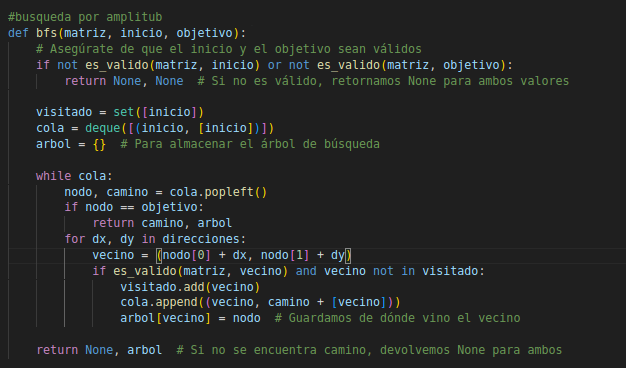 #busqueda por amplitub
def bfs(matriz, inicio, objetivo):
    # Asegúrate de que el inicio y el objetivo sean válidos
    if not es_valido(matriz, inicio) or not es_valido(matriz, objetivo):
        return None, None  # Si no es válido, retornamos None para ambos valores

    visitado = set([inicio])
    cola = deque([(inicio, [inicio])])
    arbol = {}  # Para almacenar el árbol de búsqueda

    while cola:
        nodo, camino = cola.popleft()
        if nodo == objetivo:
            return camino, arbol
        for dx, dy in direcciones:
            vecino = (nodo[0] + dx, nodo[1] + dy)
            if es_valido(matriz, vecino) and vecino not in visitado:
                visitado.add(vecino)
                cola.append((vecino, camino + [vecino]))
                arbol[vecino] = nodo  # Guardamos de dónde vino el vecino

    return None, arbol  # Si no se encuentra camino, devolvemos None para ambos